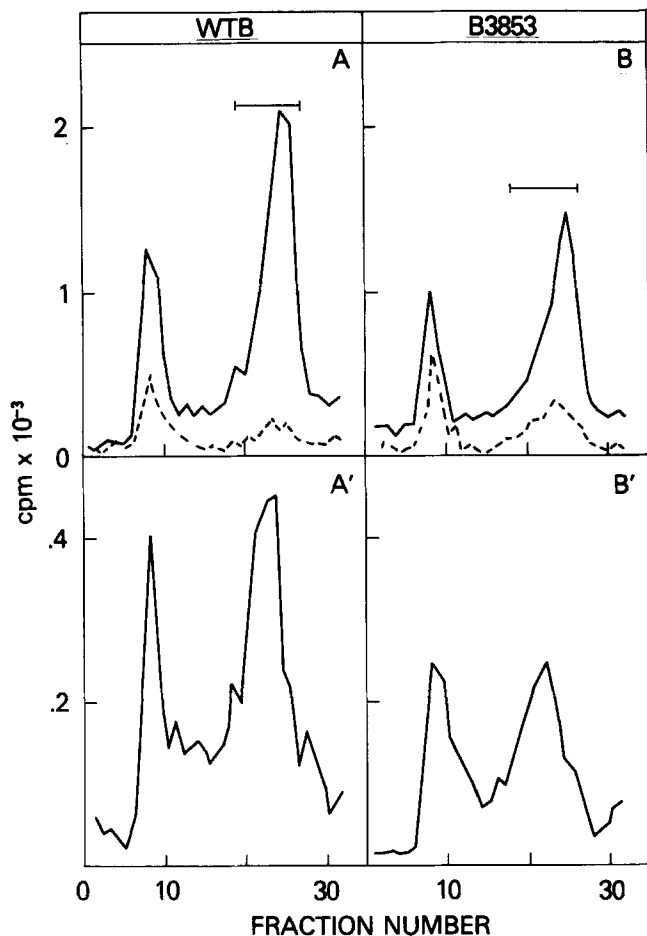 WTB
B3853
A
B
2
1
0
cpm x 10⁻³
A'
B'
.4
.2
0
10
30
10
30
FRACTION NUMBER